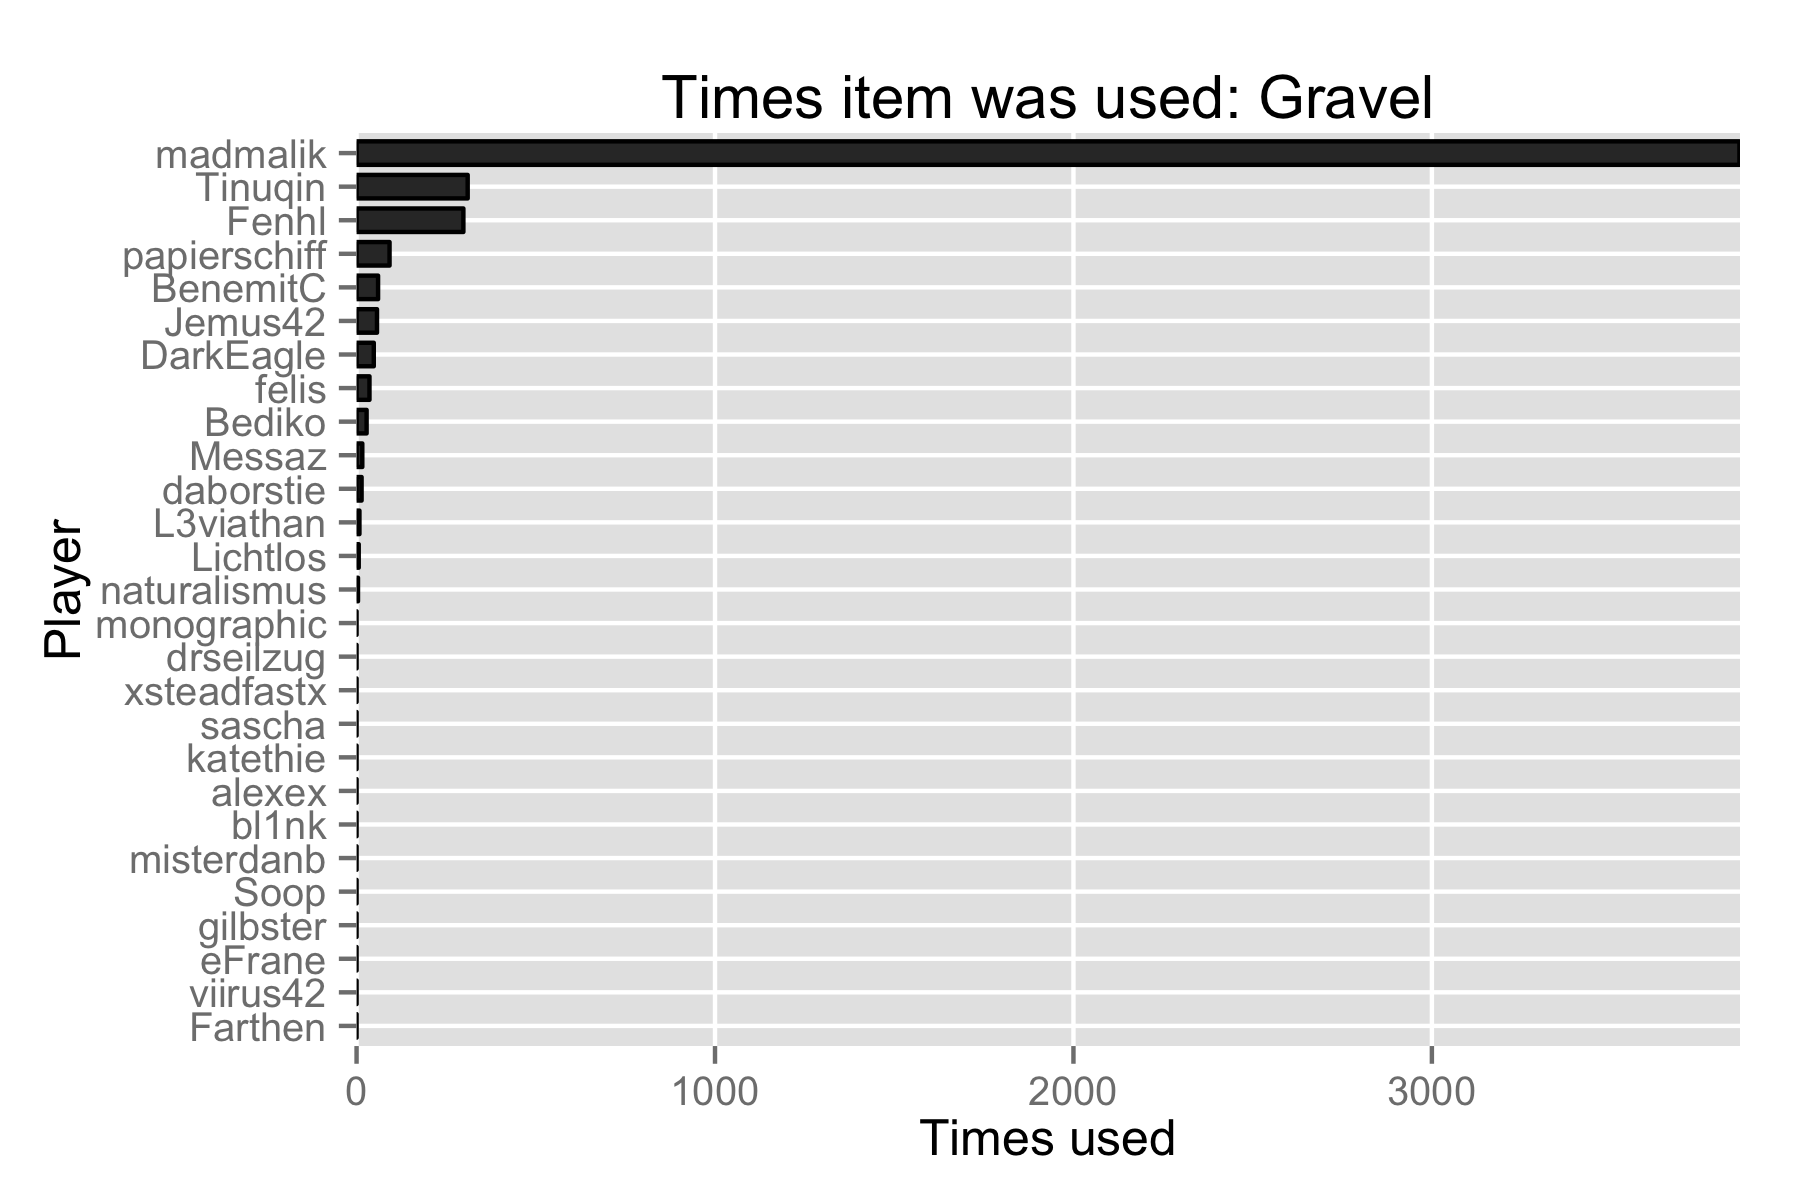 Times item was used: Gravel
madmalik
Tinuqin
Fenhl
papierschiff
BenemitC
Jemus42
DarkEagle
felis
Bediko
Messaz
daborstie
L3viathan
Lichtlos
naturalismus
monographic
drseilzug
xsteadfastx
sascha
katethie
alexex
bl1nk
misterdanb
Soop
gilbster
eFrane
viirus42
Farthen
Player
0 1000 2000 3000
Times used